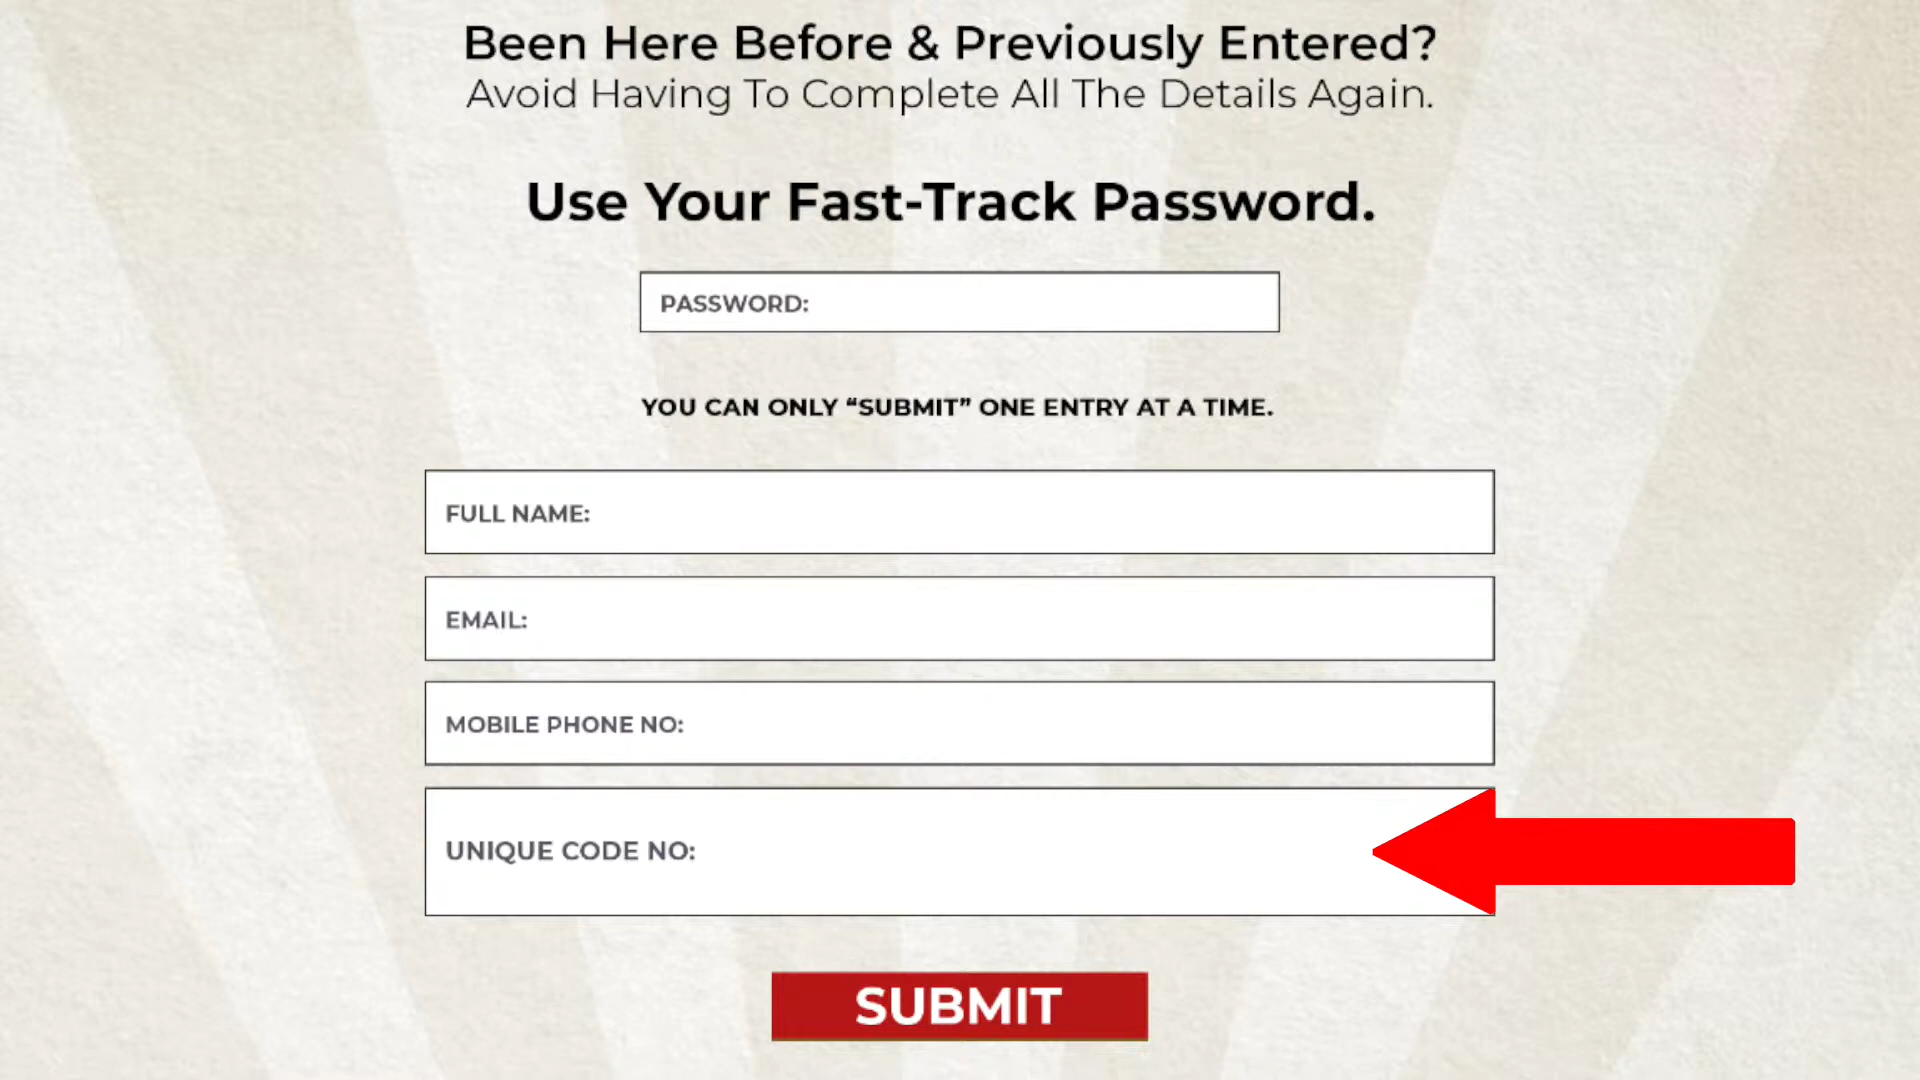 Been Here Before & Previously Entered?
Avoid Having To Complete All The Details Again.
Use Your Fast-Track Password.
PASSWORD:
YOU CAN ONLY “SUBMIT” ONE ENTRY AT A TIME.
FULL NAME:
EMAIL:
MOBILE PHONE NO:
UNIQUE CODE NO:
SUBMIT